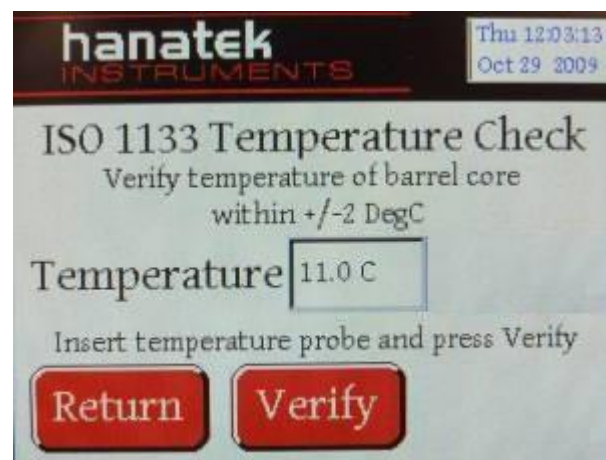 hanatek
INSTRUMENTS
Thu 12:03:13
Oct 29 2009
ISO 1133 Temperature Check
Verify temperature of barrel core
within +/-2 DegC
Temperature 11.0 C
Insert temperature probe and press Verify
Return Verify